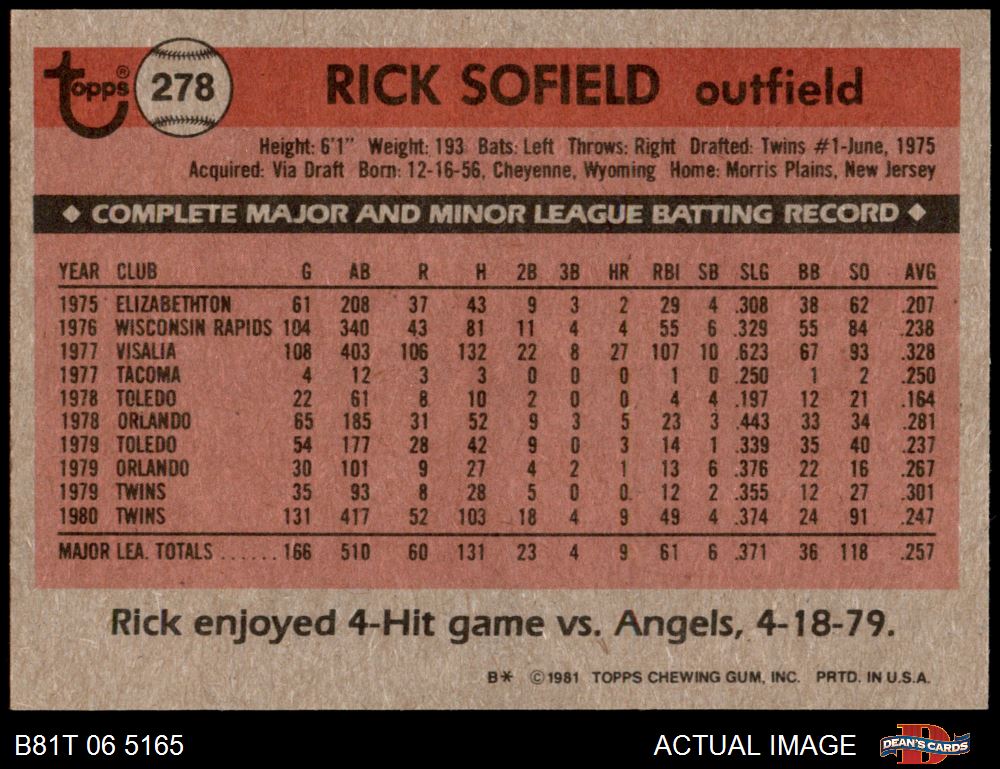 topps® 278 RICK SOFIELD outfield
Height: 6'1" Weight: 193 Bats: Left Throws: Right Drafted: Twins #1-June, 1975
Acquired: Via Draft Born: 12-16-56, Cheyenne, Wyoming Home: Morris Plains, New Jersey
◆ COMPLETE MAJOR AND MINOR LEAGUE BATTING RECORD ◆
YEAR CLUB G AB R H 2B 3B HR RBI SB SLG BB SO AVG
1975 ELIZABETHTON 61 208 37 43 9 3 2 29 4 .308 38 62 .207
1976 WISCONSIN RAPIDS 104 340 43 81 11 4 4 55 6 .329 55 84 .238
1977 VISALIA 108 403 106 132 22 8 27 107 10 .623 67 93 .328
1977 TACOMA 4 12 3 3 0 0 0 1 0 .250 1 2 .250
1978 TOLEDO 22 61 8 10 2 0 0 4 4 .197 12 21 .164
1978 ORLANDO 65 185 31 52 9 3 5 23 3 .443 33 34 .281
1979 TOLEDO 54 177 28 42 9 0 3 14 1 .339 35 40 .237
1979 ORLANDO 30 101 9 27 4 2 1 13 6 .376 22 16 .267
1979 TWINS 35 93 8 28 5 0 0 12 2 .355 12 27 .301
1980 TWINS 131 417 52 103 18 4 9 49 4 .374 24 91 .247
MAJOR LEA. TOTALS ...... 166 510 60 131 23 4 9 61 6 .371 36 118 .257
Rick enjoyed 4-Hit game vs. Angels, 4-18-79.
B* ©1981 TOPPS CHEWING GUM, INC. PRTD. IN U.S.A.
B81T 06 5165 ACTUAL IMAGE DEAN'S CARDS